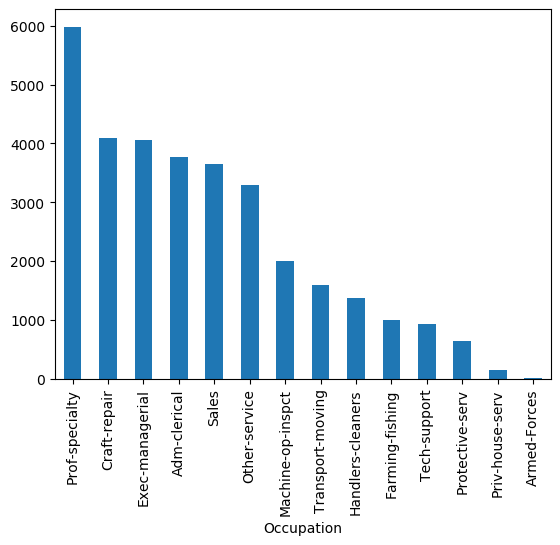 6000
5000
4000
3000
2000
1000
0
Prof-specialty
Craft-repair
Exec-managerial
Adm-clerical
Sales
Other-service
Machine-op-inspct
Transport-moving
Handlers-cleaners
Farming-fishing
Tech-support
Protective-serv
Priv-house-serv
Armed-Forces
Occupation